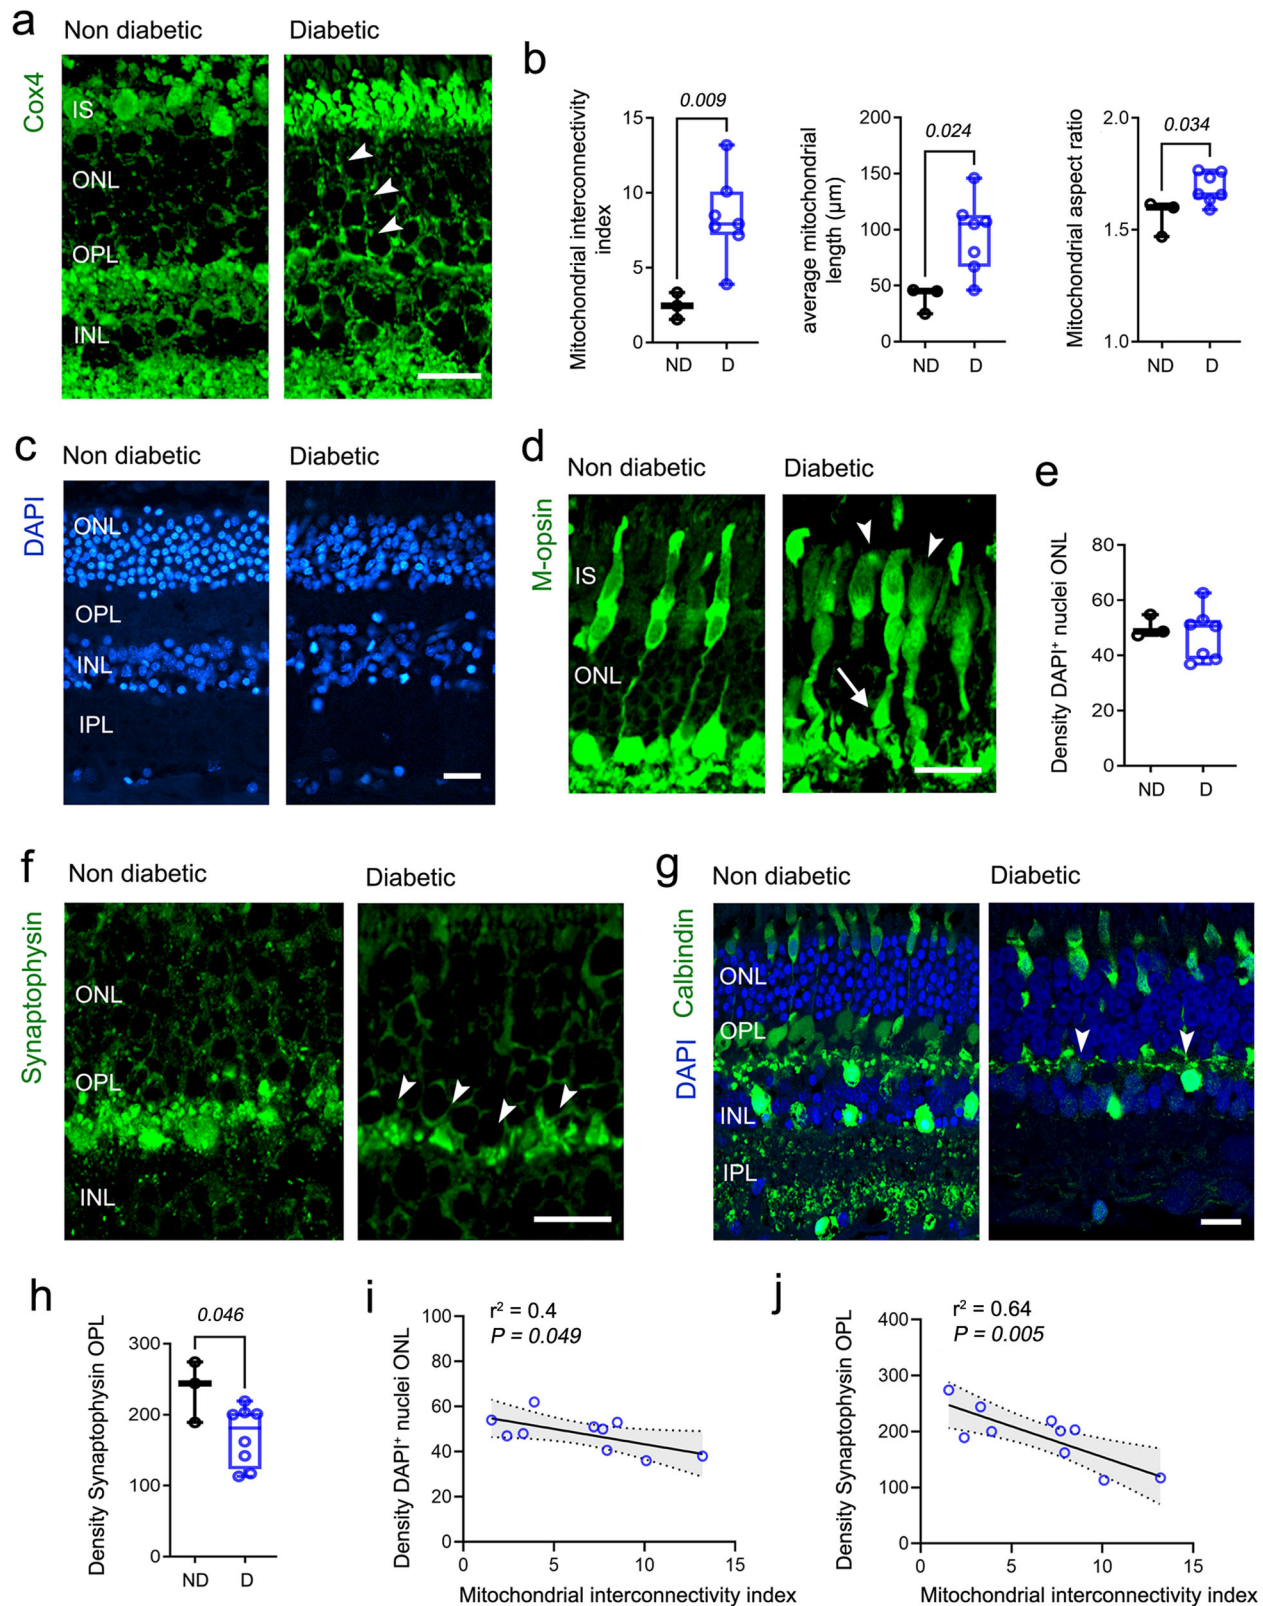 a
Non diabetic
Diabetic
Cox4
IS
ONL
OPL
INL
b
Mitochondrial interconnectivity
index
0.009
15
10
5
0
ND
D
average mitochondrial
length (µm)
0.024
200
150
100
50
0
ND
D
Mitochondrial aspect ratio
0.034
2.0
1.5
1.0
ND
D
c
Non diabetic
Diabetic
DAPI
ONL
OPL
INL
IPL
d
Non diabetic
Diabetic
M-opsin
IS
ONL
e
Density DAPI⁺ nuclei ONL
80
60
40
20
0
ND
D
f
Non diabetic
Diabetic
Synaptophysin
ONL
OPL
INL
g
Non diabetic
Diabetic
DAPI Calbindin
ONL
OPL
INL
IPL
h
Density Synaptophysin OPL
0.046
300
200
100
0
ND
D
i
r² = 0.4
P = 0.049
Density DAPI⁺ nuclei ONL
100
80
60
40
20
0
0
5
10
15
Mitochondrial interconnectivity index
j
r² = 0.64
P = 0.005
Density Synaptophysin OPL
400
300
200
100
0
0
5
10
15
Mitochondrial interconnectivity index